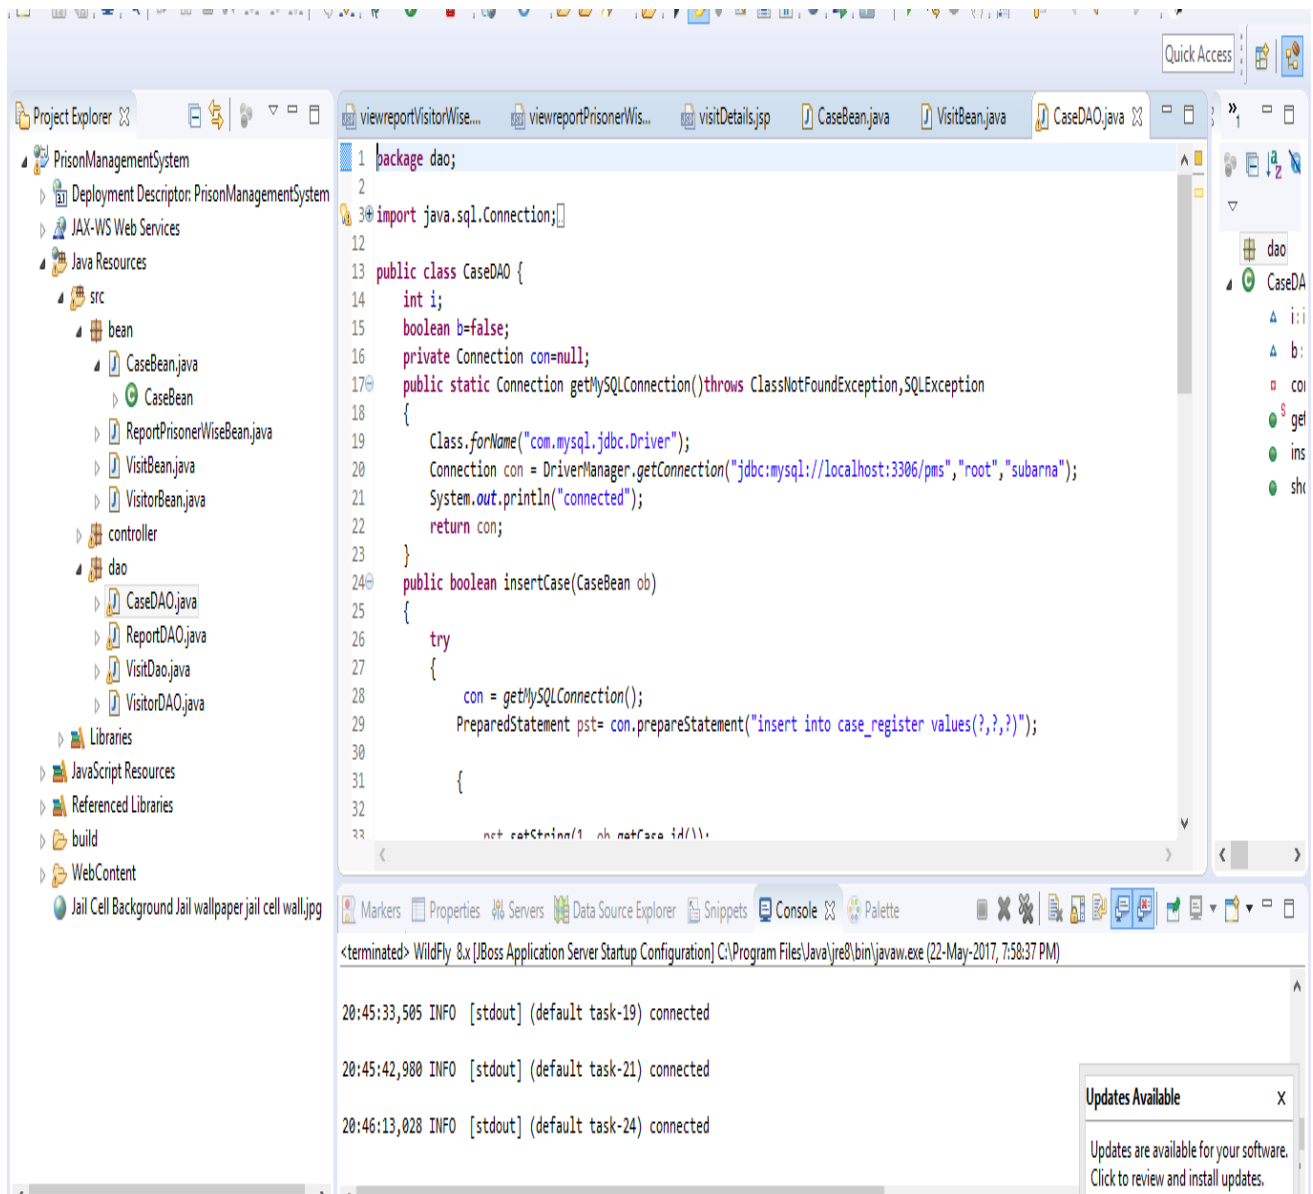 Quick Access
Project Explorer
PrisonManagementSystem
Deployment Descriptor: PrisonManagementSystem
JAX-WS Web Services
Java Resources
src
bean
CaseBean.java
CaseBean
ReportPrisonerWiseBean.java
VisitBean.java
VisitorBean.java
controller
dao
CaseDAO.java
ReportDAO.java
VisitDao.java
VisitorDAO.java
Libraries
JavaScript Resources
Referenced Libraries
build
WebContent
Jail Cell Background Jail wallpaper jail cell wall.jpg
viewreportVisitorWise.... viewreportPrisonerWis... visitDetails.jsp CaseBean.java VisitBean.java CaseDAO.java
1 package dao;
2
3 import java.sql.Connection;
12
13 public class CaseDAO {
14 int i;
15 boolean b=false;
16 private Connection con=null;
17 public static Connection getMySQLConnection()throws ClassNotFoundException,SQLException
18 {
19 Class.forName("com.mysql.jdbc.Driver");
20 Connection con = DriverManager.getConnection("jdbc:mysql://localhost:3306/pms","root","subarna");
21 System.out.println("connected");
22 return con;
23 }
24 public boolean insertCase(CaseBean ob)
25 {
26 try
27 {
28 con = getMySQLConnection();
29 PreparedStatement pst= con.prepareStatement("insert into case_register values(?,?,?)");
30
31 {
32
33 pst.setString(1, ob.getCase_id());
»1
dao
CaseDA
i : i
b :
con
get
ins
sho
Markers Properties Servers Data Source Explorer Snippets Console Palette
<terminated> WildFly 8.x [JBoss Application Server Startup Configuration] C:\Program Files\Java\jre8\bin\javaw.exe (22-May-2017, 7:58:37 PM)
20:45:33,505 INFO [stdout] (default task-19) connected
20:45:42,980 INFO [stdout] (default task-21) connected
20:46:13,028 INFO [stdout] (default task-24) connected
Updates Available X
Updates are available for your software.
Click to review and install updates.